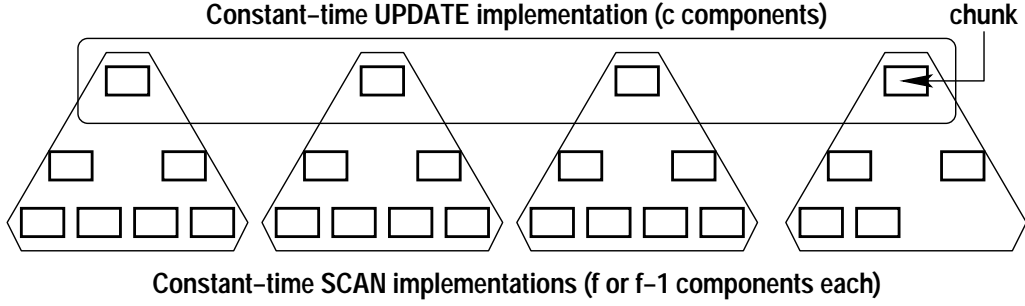 Constant–time UPDATE implementation (c components)
chunk
Constant–time SCAN implementations (f or f–1 components each)